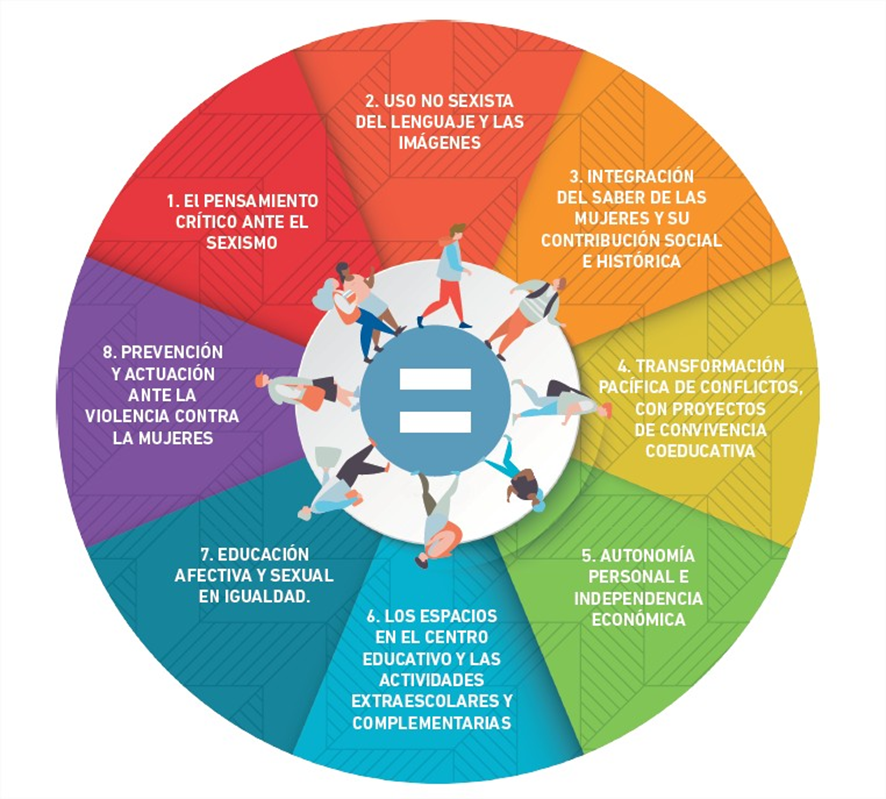 1. El PENSAMIENTO
CRÍTICO ANTE EL
SEXISMO
2. USO NO SEXISTA
DEL LENGUAJE Y LAS
IMÁGENES
3. INTEGRACIÓN
DEL SABER DE LAS
MUJERES Y SU
CONTRIBUCIÓN SOCIAL
E HISTÓRICA
4. TRANSFORMACIÓN
PACÍFICA DE CONFLICTOS,
CON PROYECTOS
DE CONVIVENCIA
COEDUCATIVA
5. AUTONOMÍA
PERSONAL E
INDEPENDENCIA
ECONÓMICA
6. LOS ESPACIOS
EN EL CENTRO
EDUCATIVO Y LAS
ACTIVIDADES
EXTRAESCOLARES Y
COMPLEMENTARIAS
7. EDUCACIÓN
AFECTIVA Y SEXUAL
EN IGUALDAD.
8. PREVENCIÓN
Y ACTUACIÓN
ANTE LA
VIOLENCIA CONTRA
LA MUJERES
=